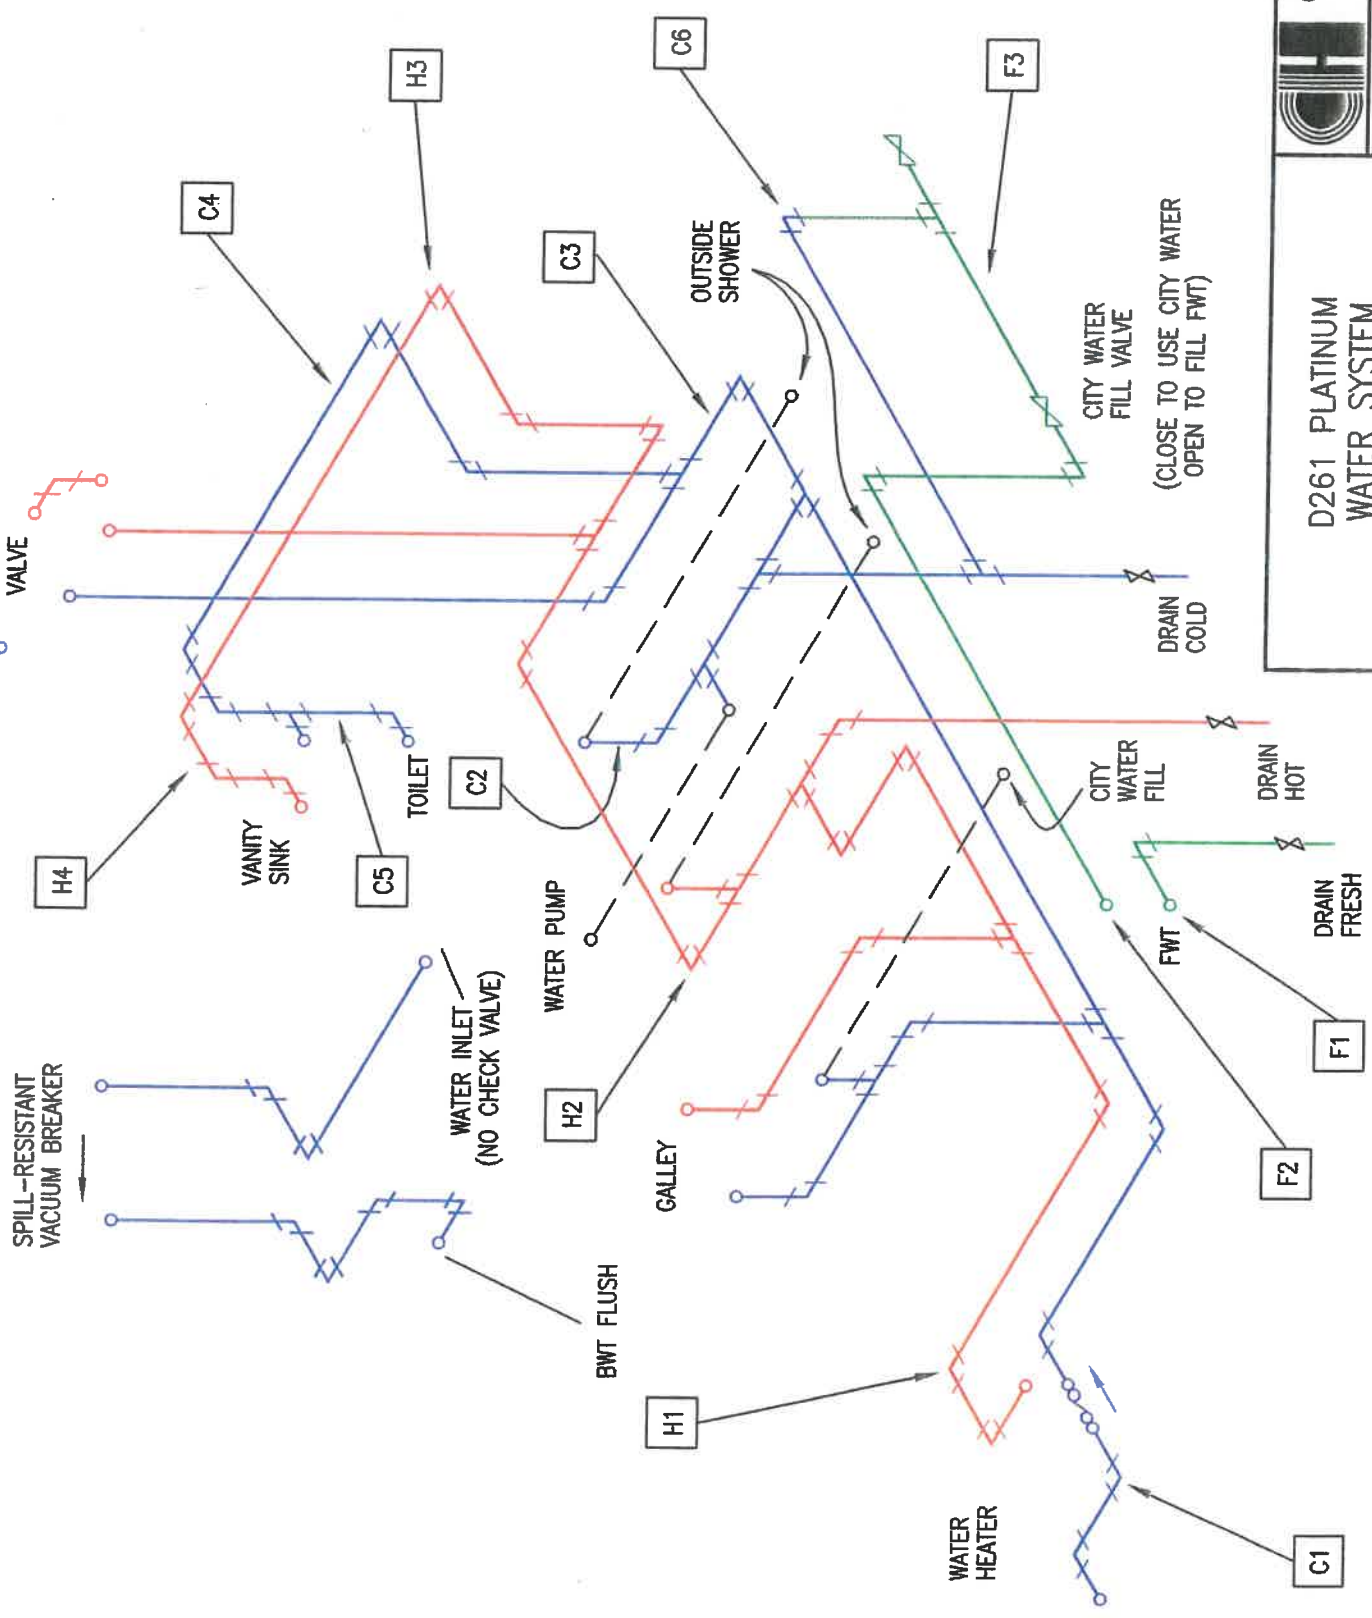 SPILL-RESISTANT
VACUUM BREAKER
VALVE
H4
C4
H3
VANITY
SINK
C5
TOILET
WATER INLET
(NO CHECK VALVE)
C2
C3
C6
OUTSIDE
SHOWER
F3
WATER PUMP
H2
GALLEY
BWT FLUSH
H1
WATER
HEATER
C1
CITY
WATER
FILL
CITY WATER
FILL VALVE
(CLOSE TO USE CITY WATER
OPEN TO FILL FWT)
DRAIN
COLD
DRAIN
HOT
FWT
DRAIN
FRESH
F1
F2
D261 PLATINUM
WATER SYSTEM